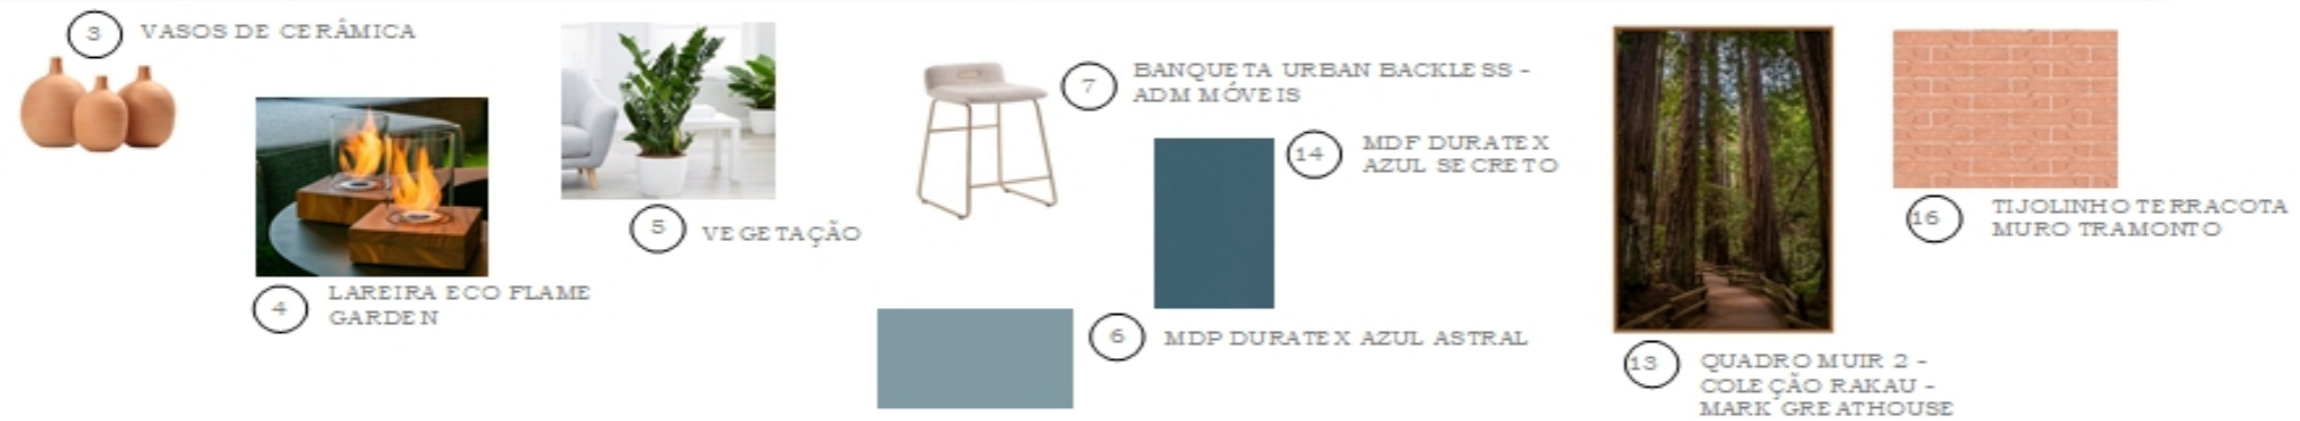 3 VASOS DE CERÂMICA
4 LAREIRA ECO FLAME
GARDEN
5 VEGETAÇÃO
7 BANQUETA URBAN BACKLESS -
ADM MÓVEIS
14 MDF DURATEX
AZUL SECRETO
6 MDP DURATEX AZUL ASTRAL
13 QUADRO MUIR 2 -
COLEÇÃO RAKAU -
MARK GREATHOUSE
16 TIJOLINHO TERRACOTA
MURO TRAMONTO